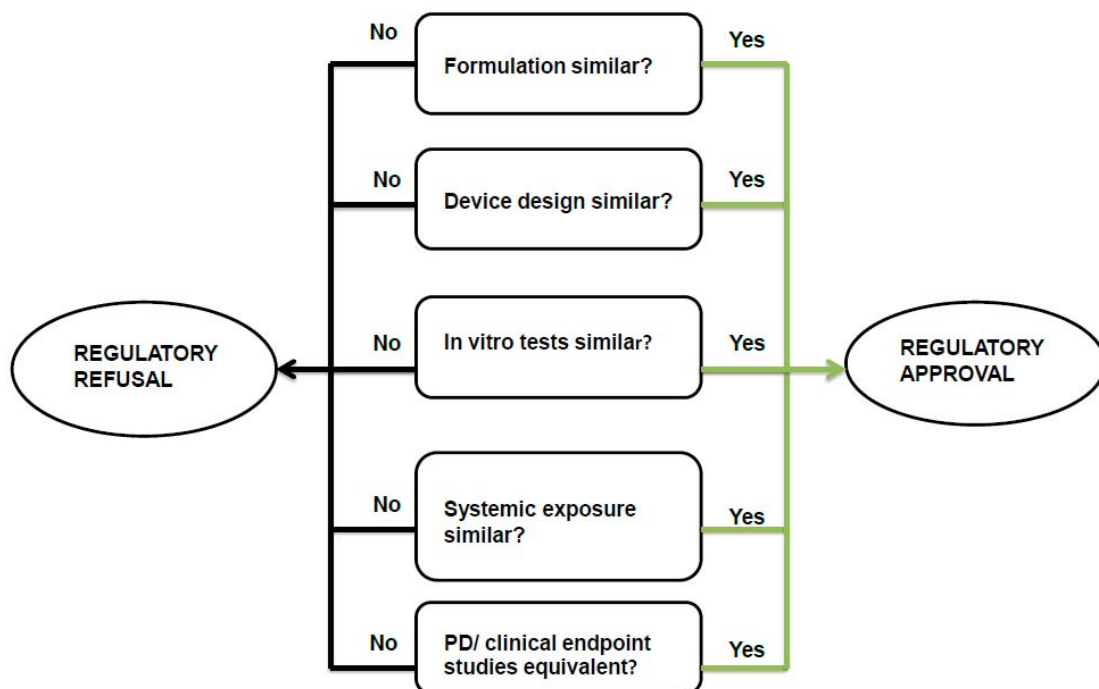 No
Formulation similar?
Yes
No
Device design similar?
Yes
REGULATORY
REFUSAL
No
In vitro tests similar?
Yes
REGULATORY
APPROVAL
No
Systemic exposure
similar?
Yes
No
PD/ clinical endpoint
studies equivalent?
Yes